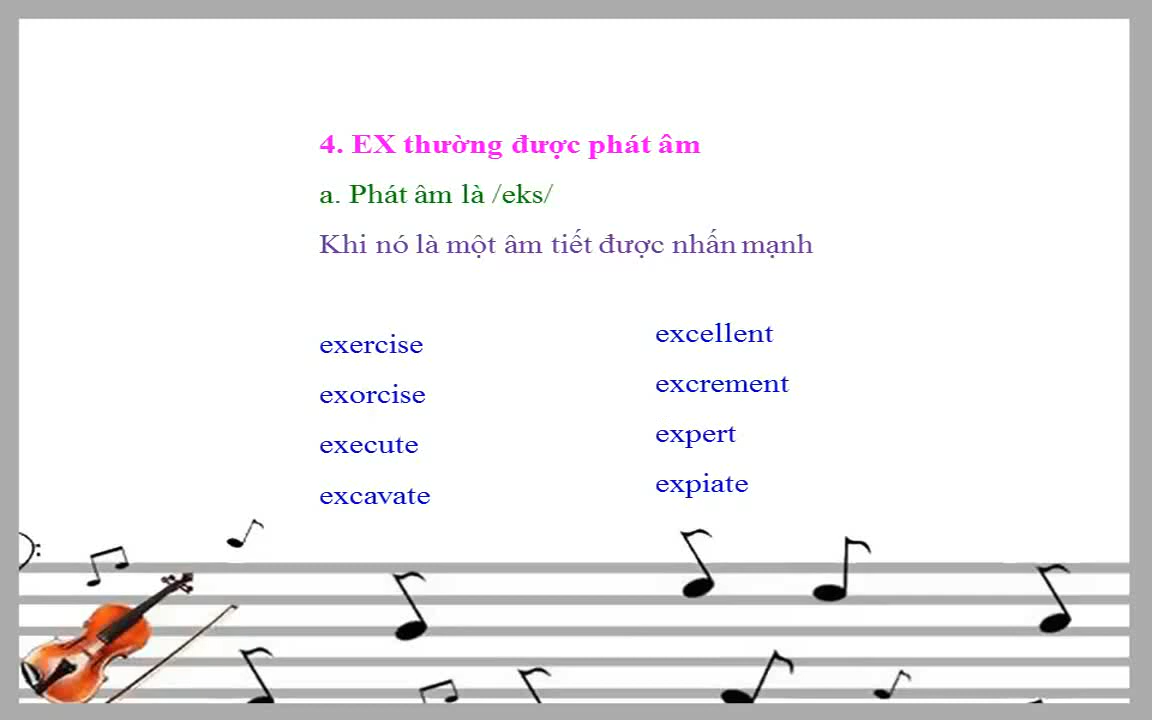 4. EX thường được phát âm
a. Phát âm là /eks/
Khi nó là một âm tiết được nhấn mạnh
exercise
exorcise
execute
excavate
excellent
excrement
expert
expiate